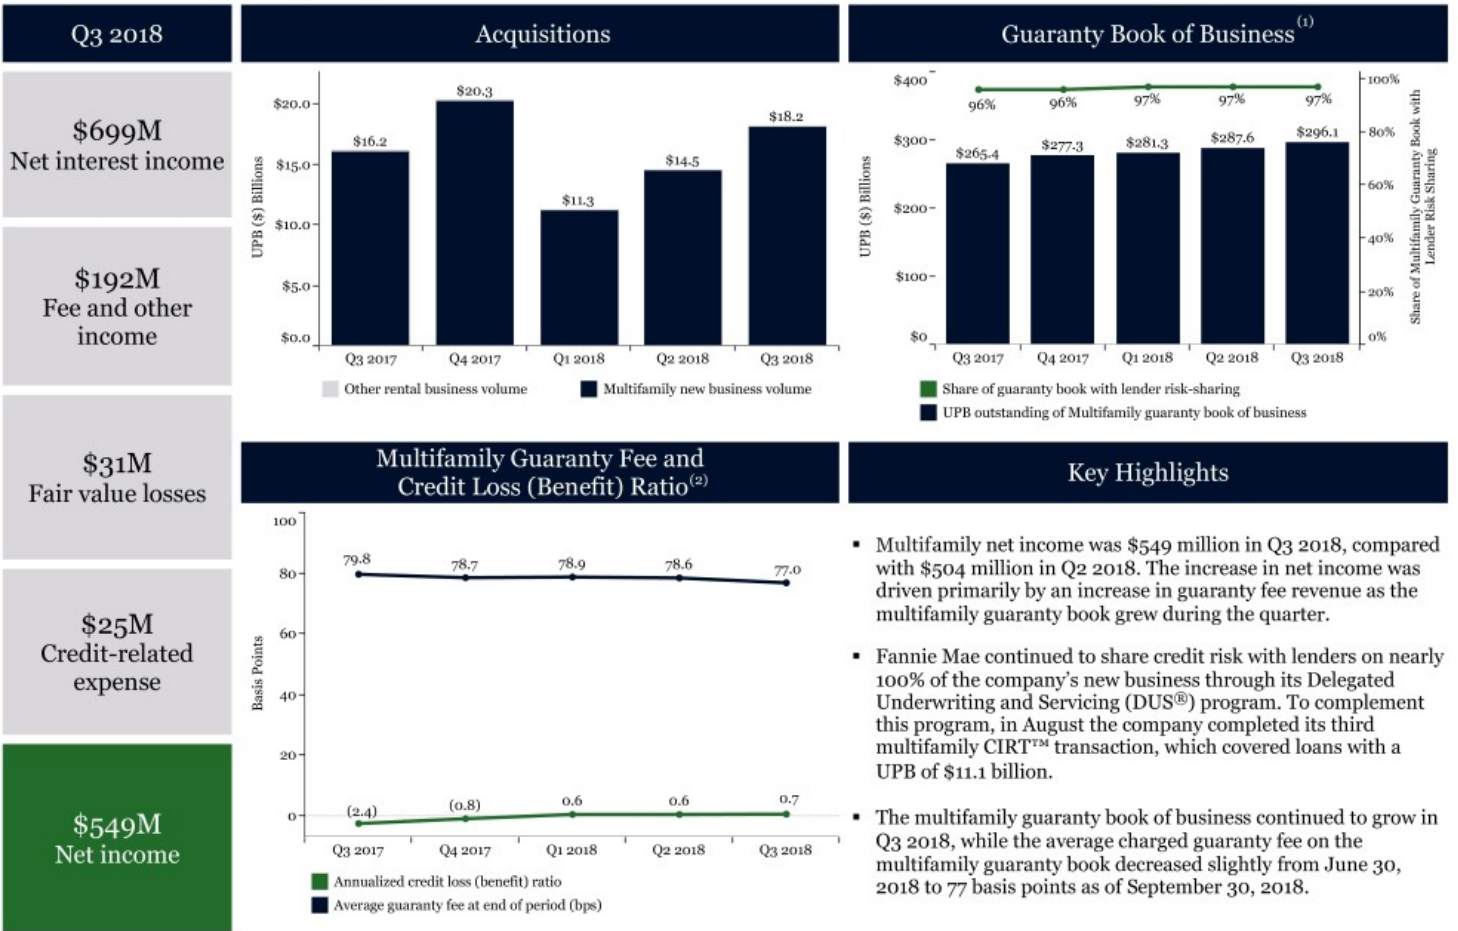 Q3 2018
$699M
Net interest income
$192M
Fee and other
income
$31M
Fair value losses
$25M
Credit-related
expense
$549M
Net income
Acquisitions
UPB ($) Billions
$20.0
$15.0
$10.0
$5.0
$0.0
$16.2
$20.3
$11.3
$14.5
$18.2
Q3 2017
Q4 2017
Q1 2018
Q2 2018
Q3 2018
Other rental business volume
Multifamily new business volume
Guaranty Book of Business(1)
UPB ($) Billions
$400
$300
$200
$100
$0
96%
96%
97%
97%
97%
$265.4
$277.3
$281.3
$287.6
$296.1
100%
80%
60%
40%
20%
0%
Share of Multifamily Guaranty Book with
Lender Risk Sharing
Q3 2017
Q4 2017
Q1 2018
Q2 2018
Q3 2018
Share of guaranty book with lender risk-sharing
UPB outstanding of Multifamily guaranty book of business
Multifamily Guaranty Fee and
Credit Loss (Benefit) Ratio(2)
Basis Points
100
80
60
40
20
0
79.8
78.7
78.9
78.6
77.0
(2.4)
(0.8)
0.6
0.6
0.7
Q3 2017
Q4 2017
Q1 2018
Q2 2018
Q3 2018
Annualized credit loss (benefit) ratio
Average guaranty fee at end of period (bps)
Key Highlights
▪ Multifamily net income was $549 million in Q3 2018, compared
with $504 million in Q2 2018. The increase in net income was
driven primarily by an increase in guaranty fee revenue as the
multifamily guaranty book grew during the quarter.
▪ Fannie Mae continued to share credit risk with lenders on nearly
100% of the company's new business through its Delegated
Underwriting and Servicing (DUS®) program. To complement
this program, in August the company completed its third
multifamily CIRT™ transaction, which covered loans with a
UPB of $11.1 billion.
▪ The multifamily guaranty book of business continued to grow in
Q3 2018, while the average charged guaranty fee on the
multifamily guaranty book decreased slightly from June 30,
2018 to 77 basis points as of September 30, 2018.